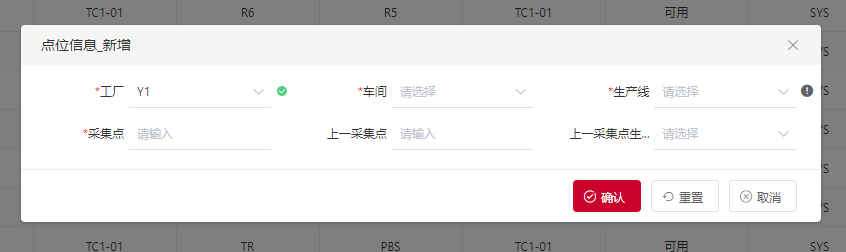 TC1-01 R6 R5 TC1-01 可用 SYS
点位信息_新增
*工厂 Y1 *车间 请选择 *生产线 请选择
*采集点 请输入 上一采集点 请输入 上一采集点生... 请选择
确认 重置 取消
TC1-01 TR PBS TC1-01 可用 SYS